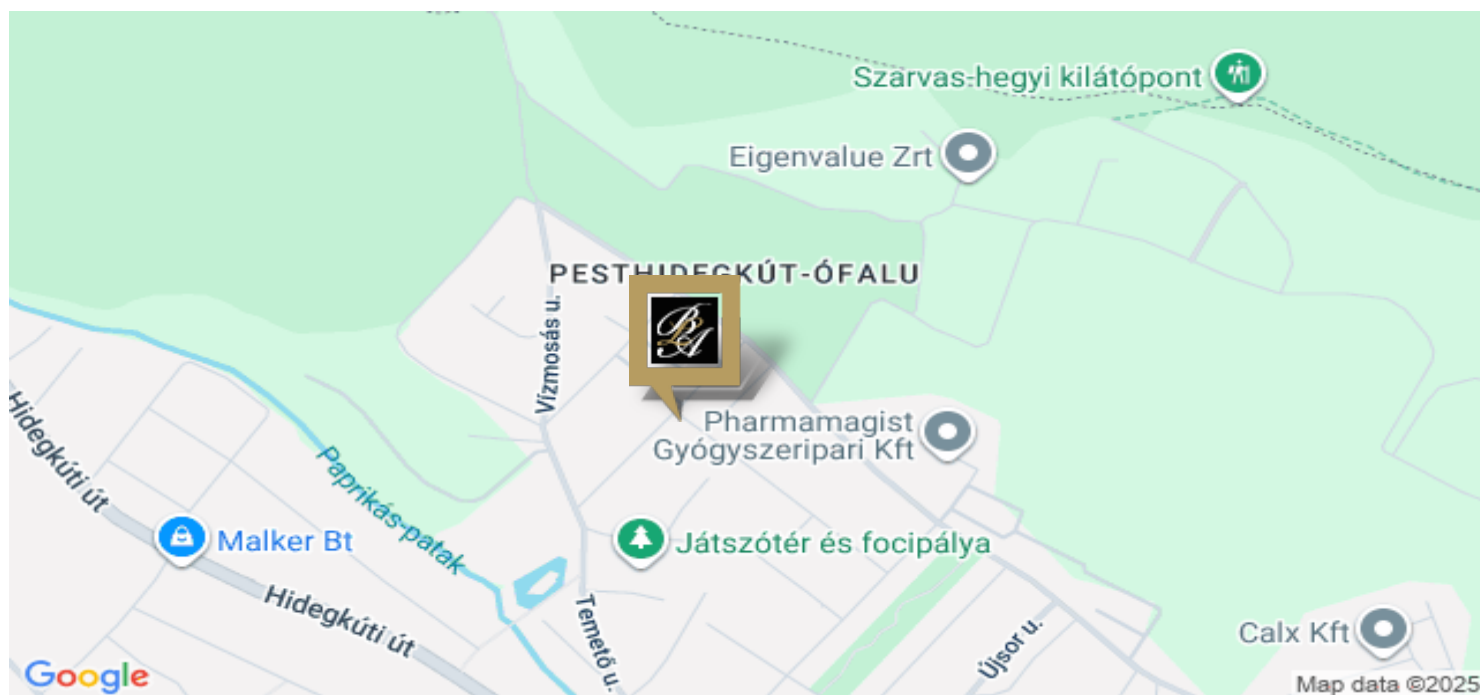 Szarvas-hegyi kilátópont
Eigenvalue Zrt
PESTHIDEGKÚT-ÓFALU
Vízmosás u.
B
L
A
Pharmamagist
Gyógyszeripari Kft
Hidegkúti út
Paprikás-patak
Malker Bt
Játszótér és focipálya
Hidegkúti út
Temető u.
Újsor u.
Calx Kft
Google
Map data ©2025